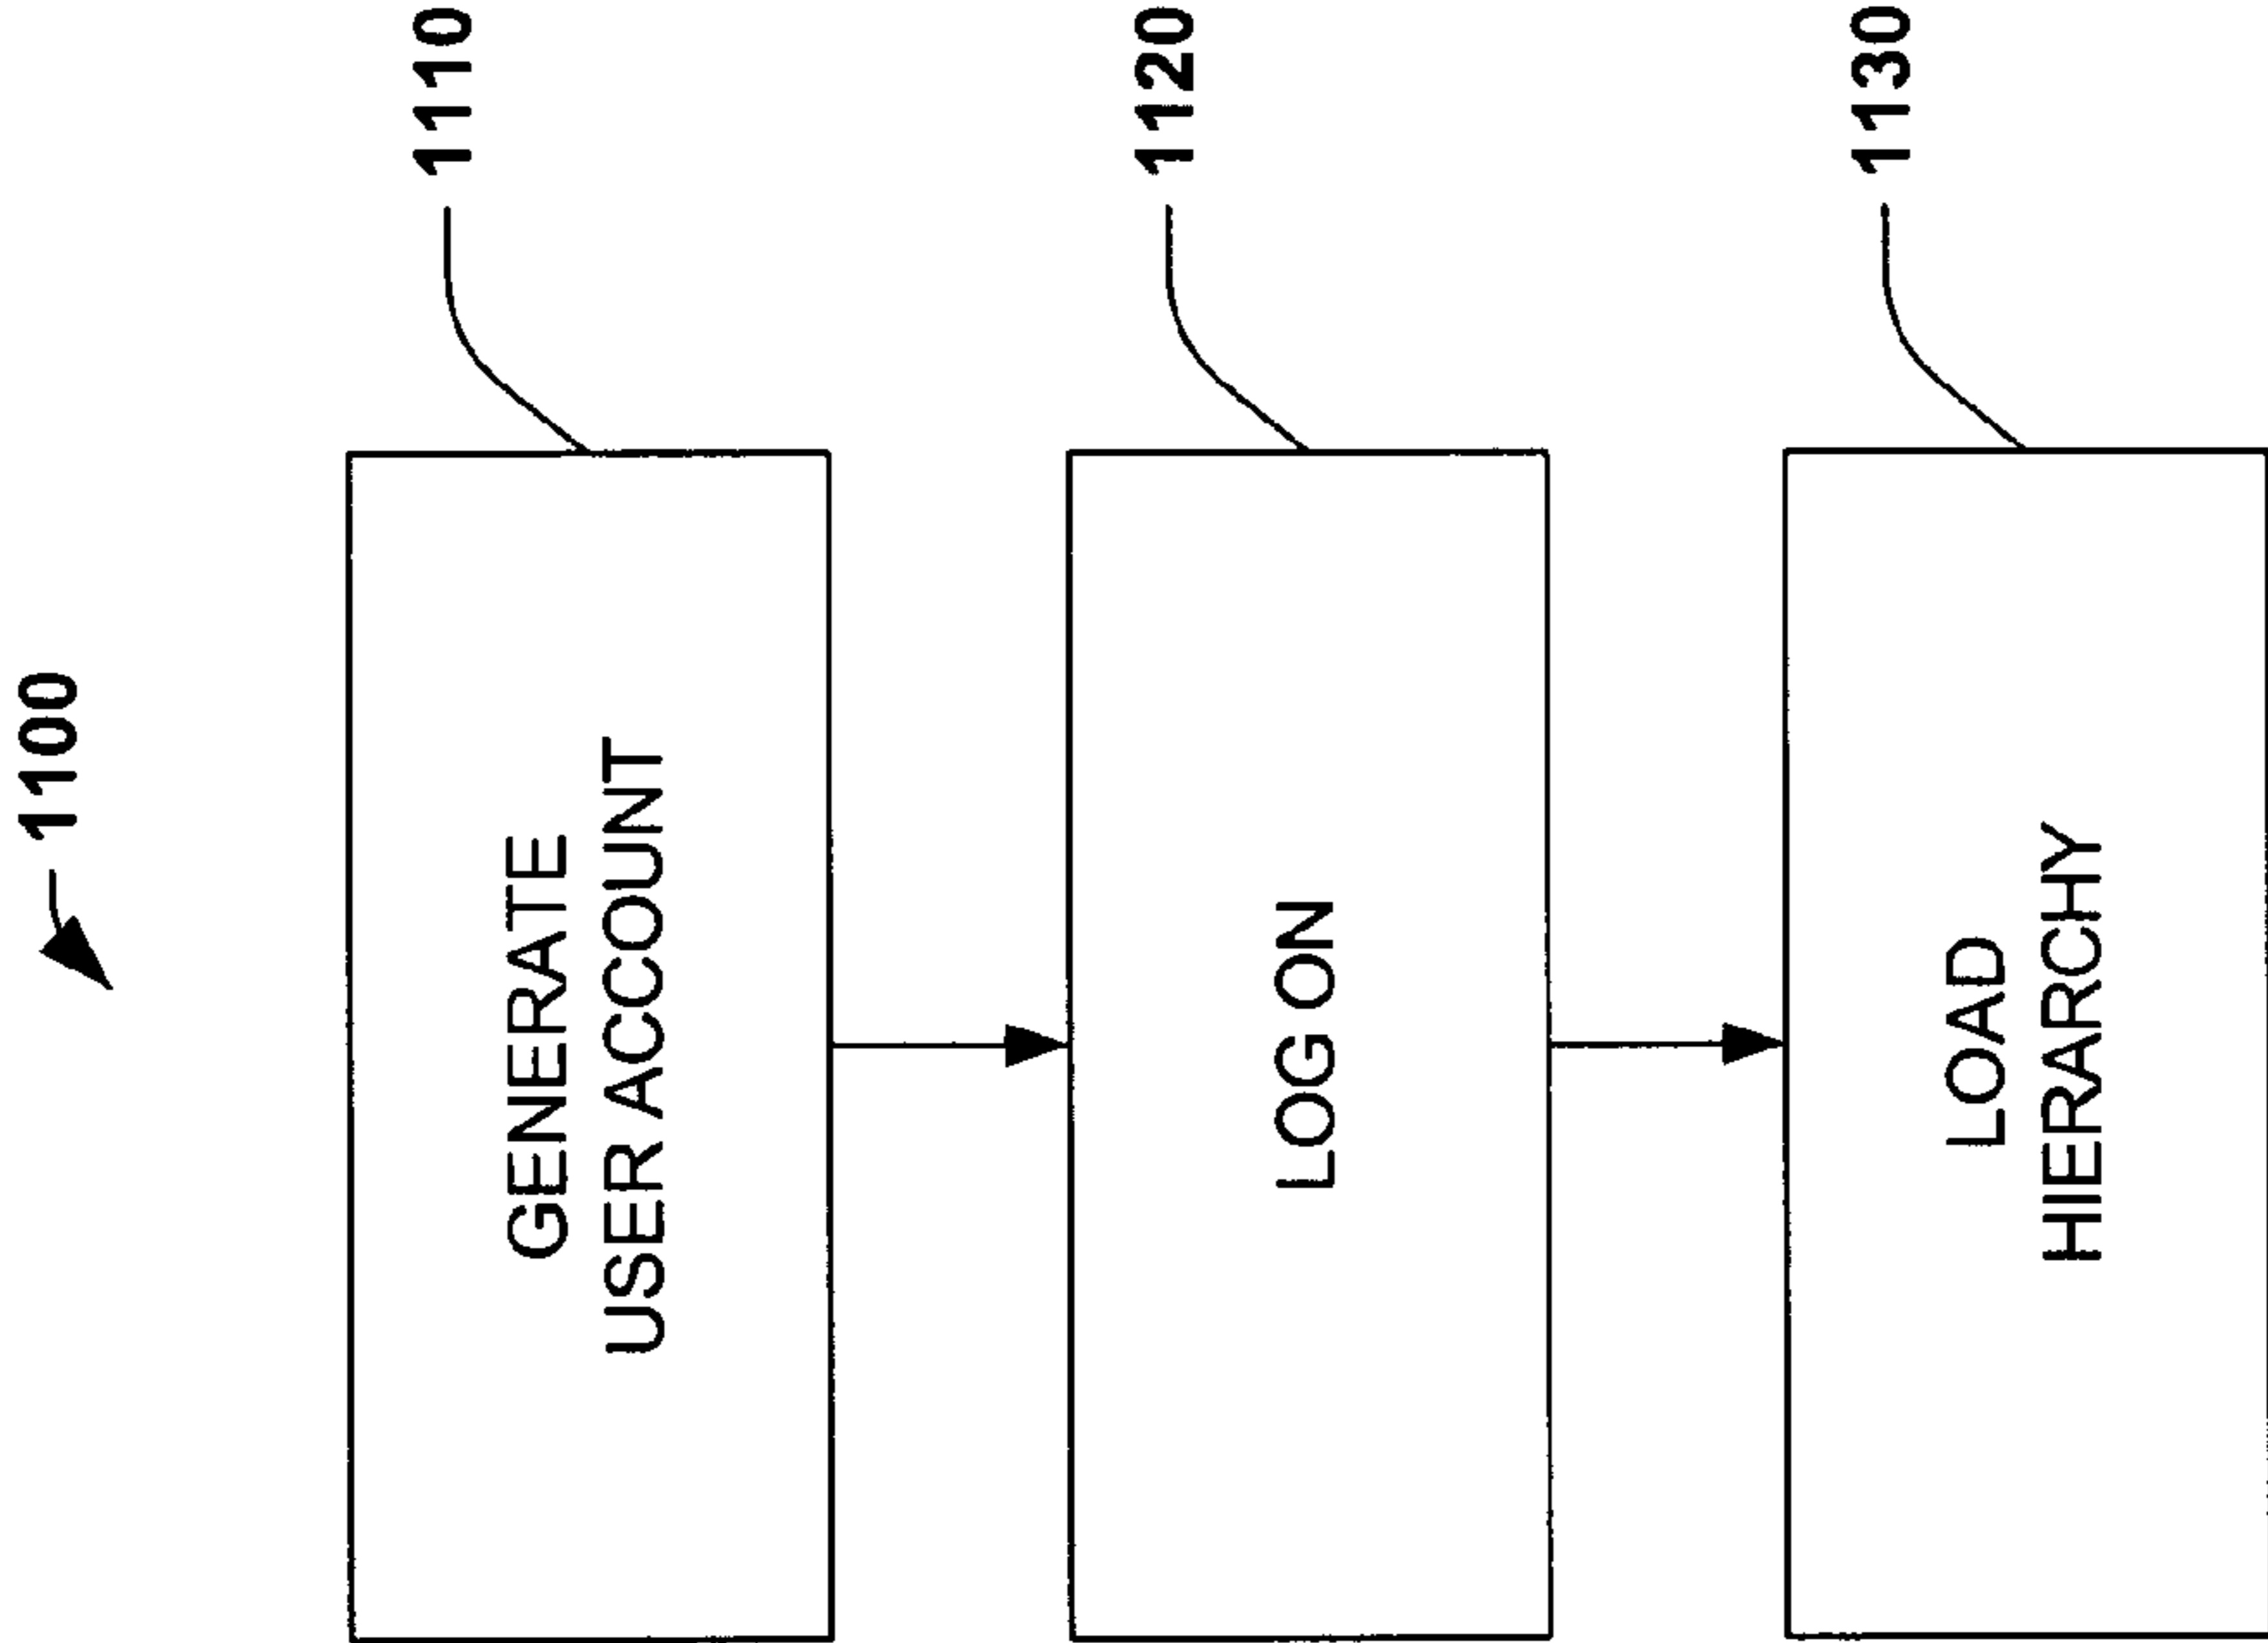 1100
GENERATE
USER ACCOUNT
1110
LOG ON
1120
LOAD
HIERARCHY
1130